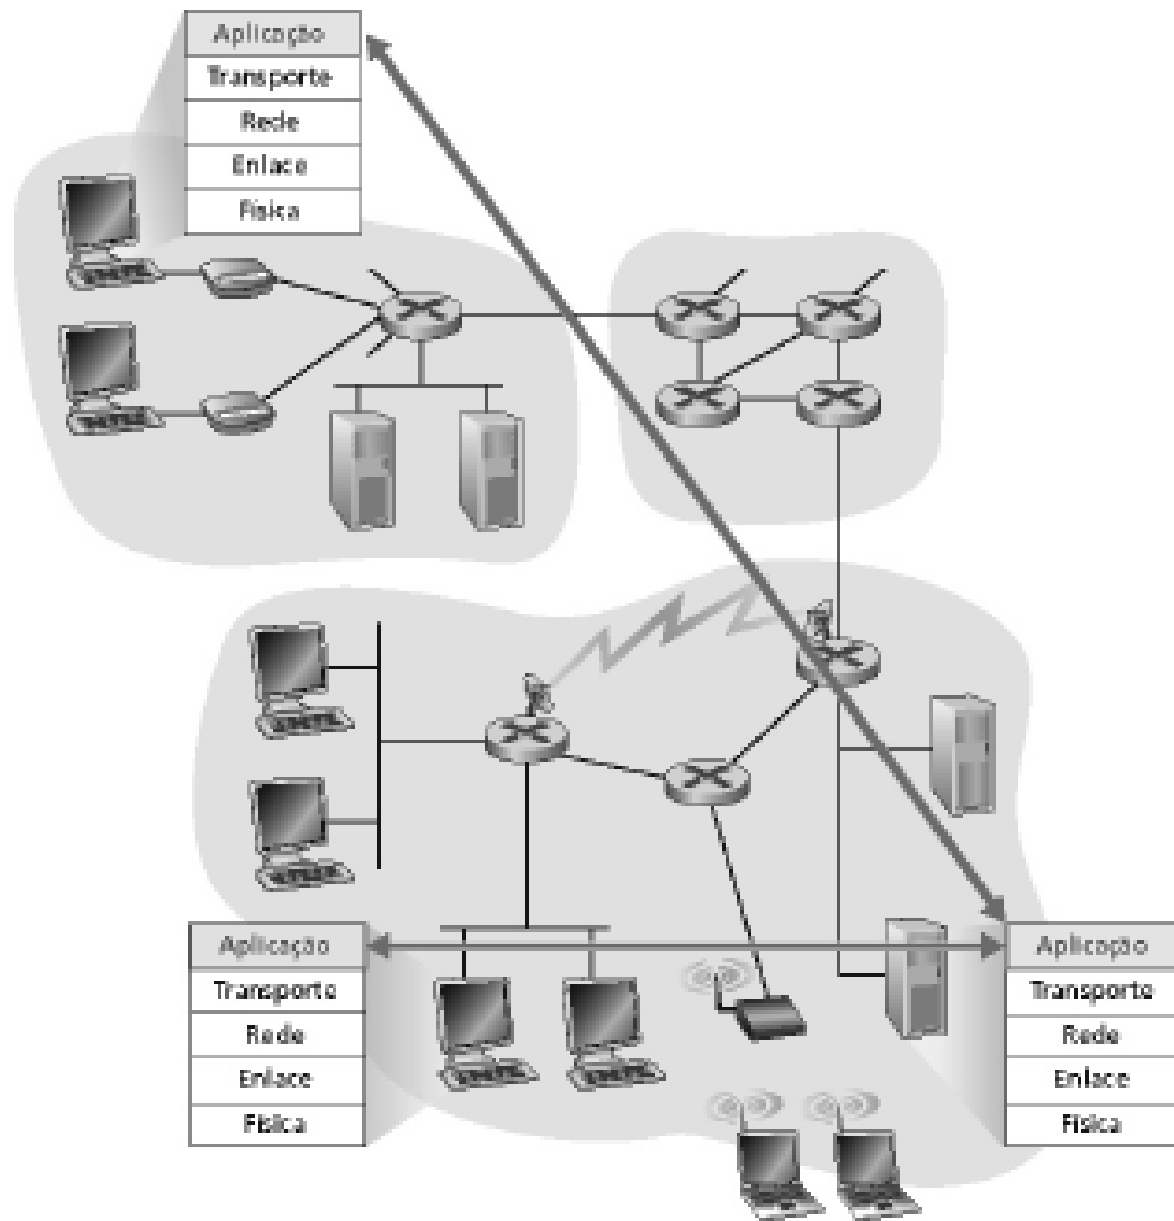 Aplicação
Transporte
Rede
Enlace
Física
Aplicação
Transporte
Rede
Enlace
Física
Aplicação
Transporte
Rede
Enlace
Física